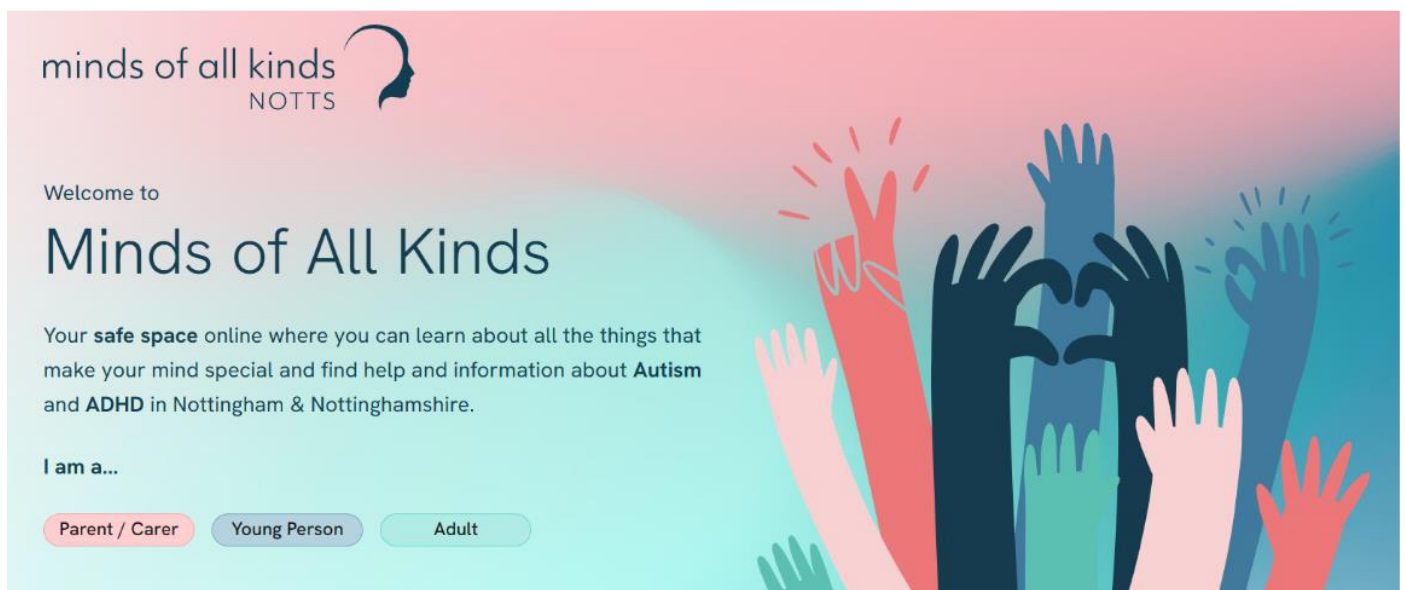 minds of all kinds
NOTTS
Welcome to
Minds of All Kinds
Your safe space online where you can learn about all the things that
make your mind special and find help and information about Autism
and ADHD in Nottingham & Nottinghamshire.
I am a...
Parent / Carer Young Person Adult